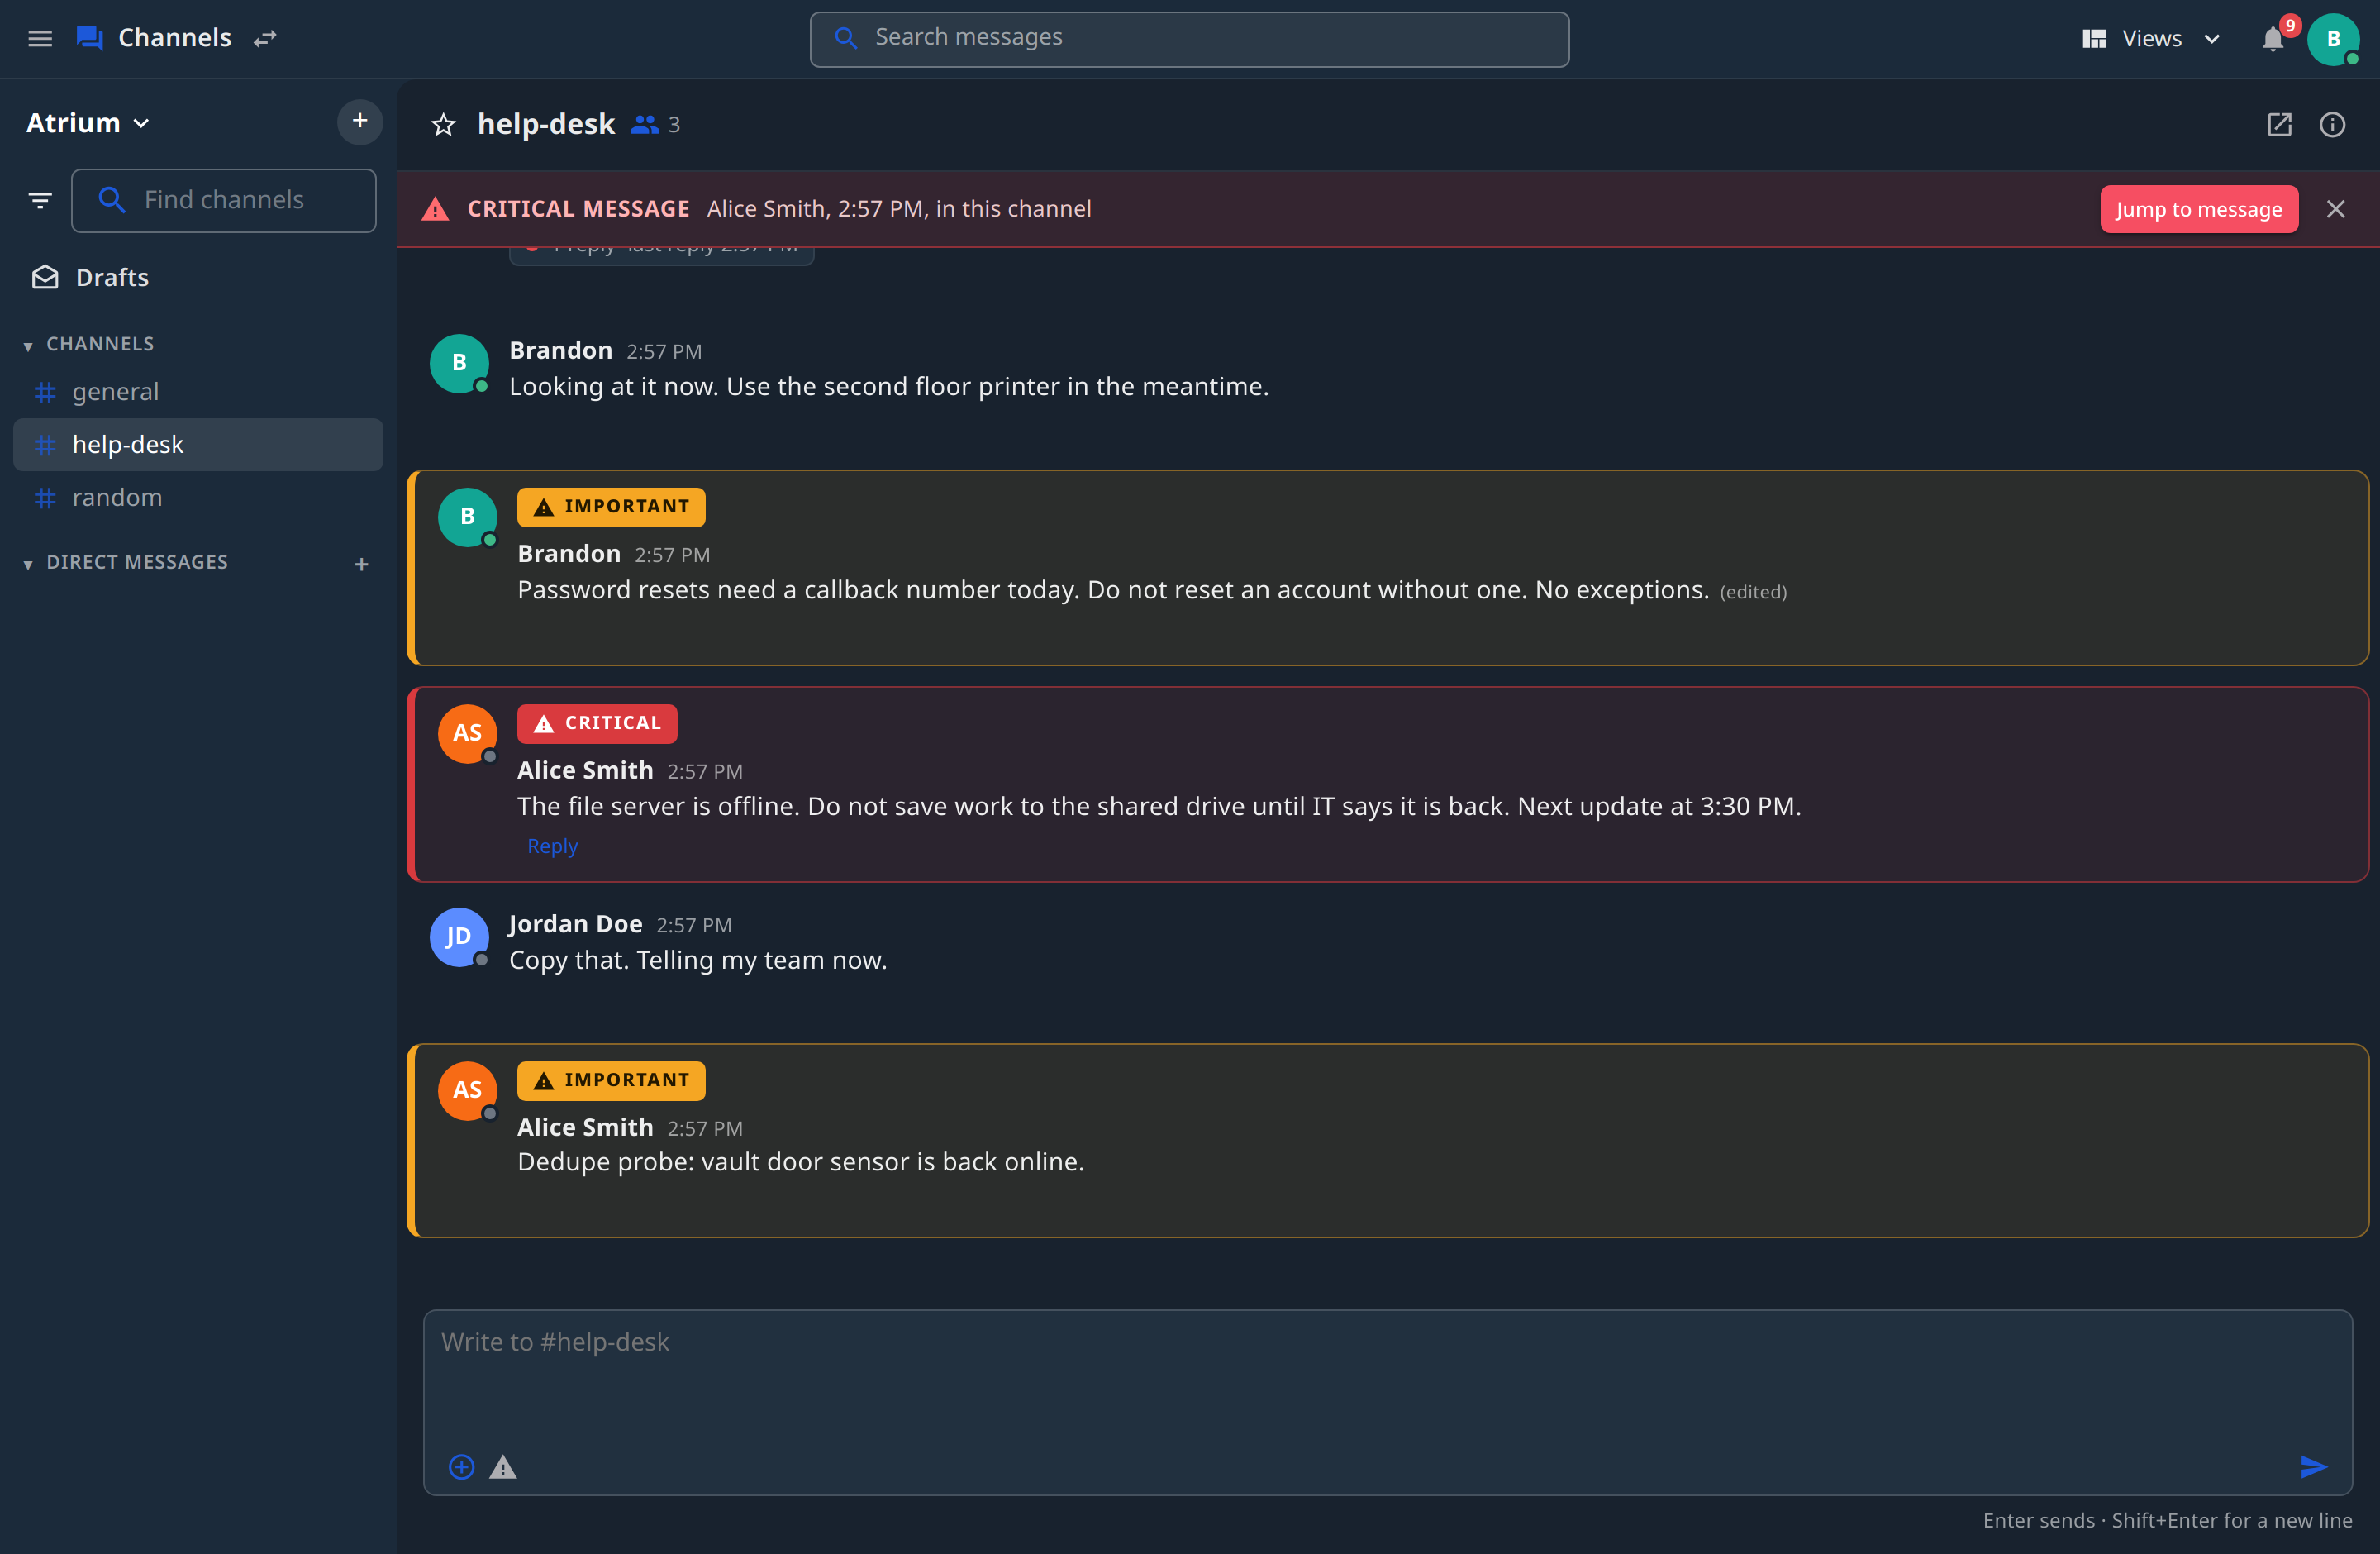 Channels
Search messages
Views
9
B
Atrium
+
Find channels
Drafts
CHANNELS
general
help-desk
random
DIRECT MESSAGES
+
help-desk 3
CRITICAL MESSAGE Alice Smith, 2:57 PM, in this channel
Jump to message
1 reply last reply 2:57 PM
B
Brandon 2:57 PM
Looking at it now. Use the second floor printer in the meantime.
B
IMPORTANT
Brandon 2:57 PM
Password resets need a callback number today. Do not reset an account without one. No exceptions. (edited)
AS
CRITICAL
Alice Smith 2:57 PM
The file server is offline. Do not save work to the shared drive until IT says it is back. Next update at 3:30 PM.
Reply
JD
Jordan Doe 2:57 PM
Copy that. Telling my team now.
AS
IMPORTANT
Alice Smith 2:57 PM
Dedupe probe: vault door sensor is back online.
Write to #help-desk
Enter sends · Shift+Enter for a new line